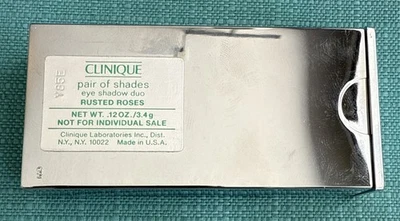 CLINIQUE
pair of shades
eye shadow duo
RUSTED ROSES
NET WT. .12 OZ./3.4g
NOT FOR INDIVIDUAL SALE
Clinique Laboratories Inc., Dist.
N.Y., N.Y. 10022 Made in U.S.A.